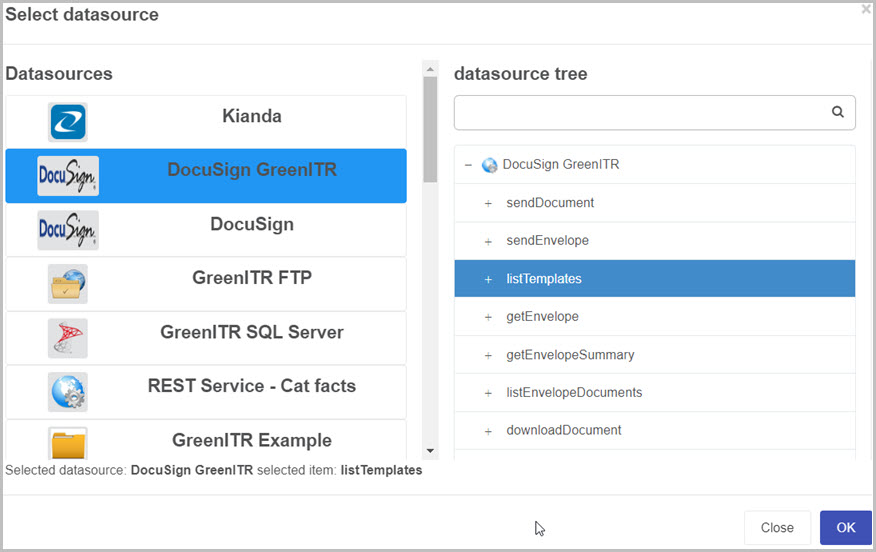 Select datasource
Datasources
Kianda
DocuSign GreenITR
DocuSign
DocuSign
DocuSign
GreenITR FTP
GreenITR SQL Server
REST Service - Cat facts
GreenITR Example
datasource tree
DocuSign GreenITR
sendDocument
sendEnvelope
listTemplates
getEnvelope
getEnvelopeSummary
listEnvelopeDocuments
downloadDocument
Selected datasource: DocuSign GreenITR selected item: listTemplates
Close
OK